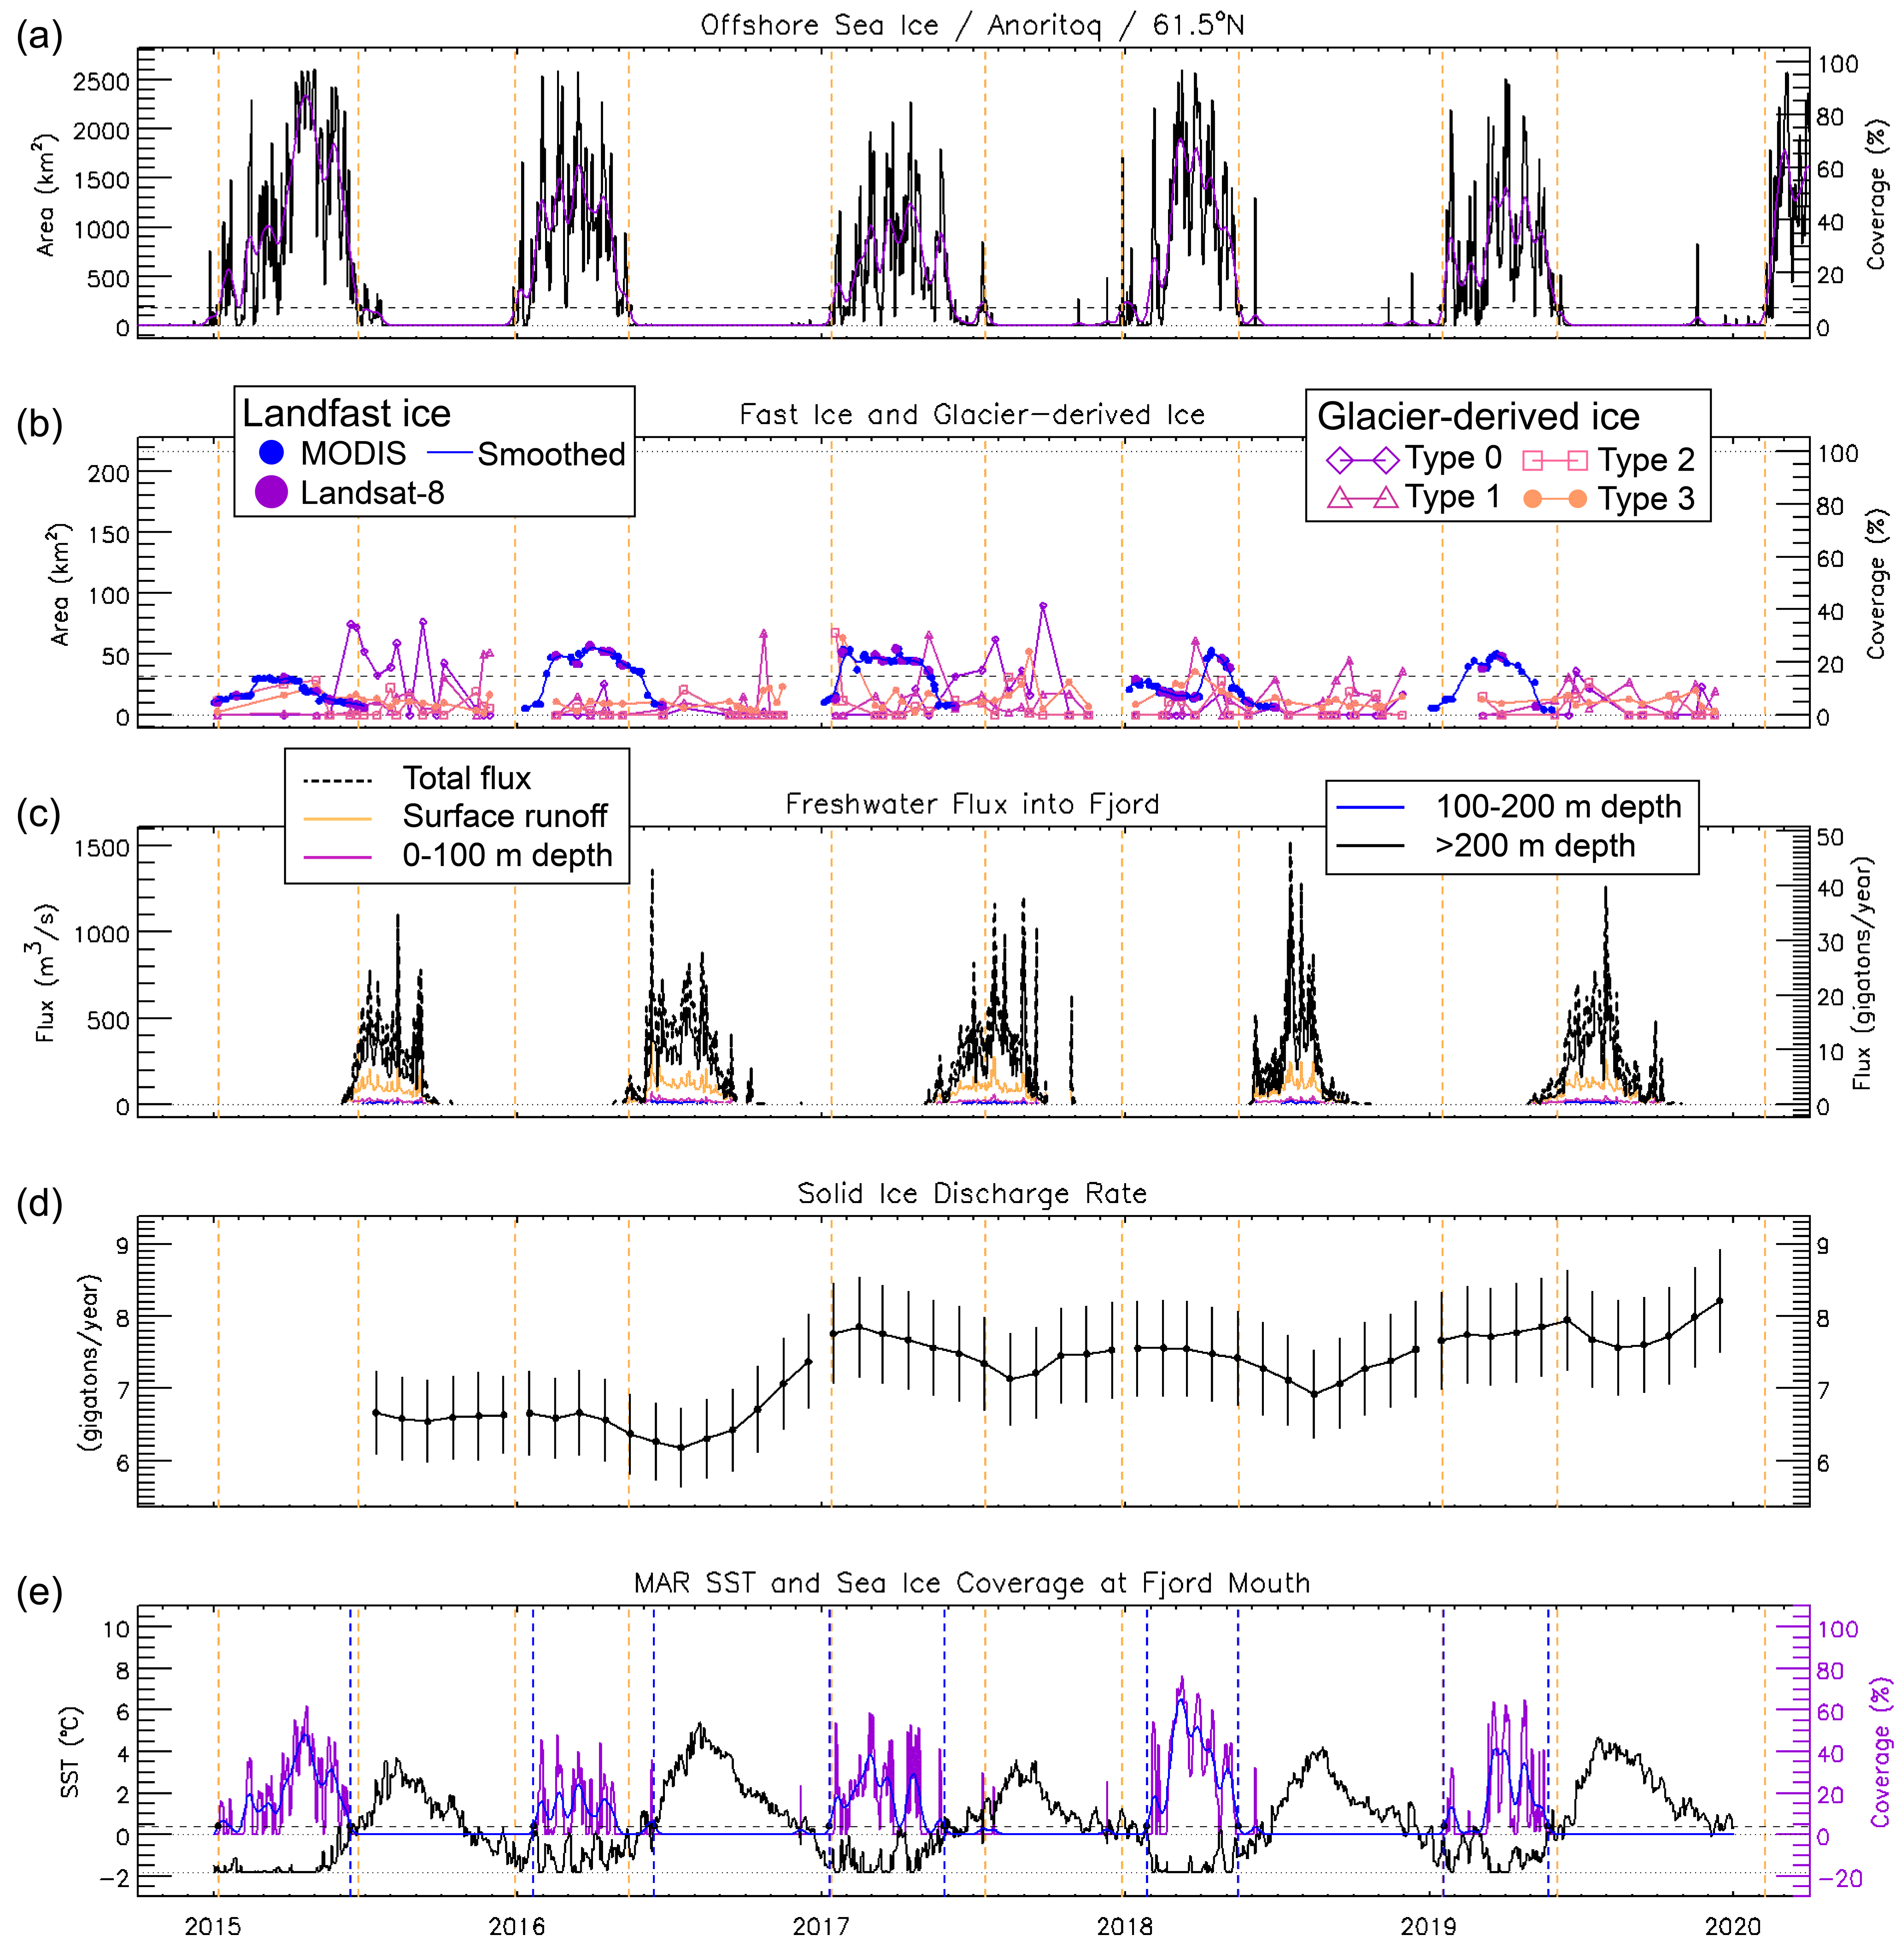 (a)
Offshore Sea Ice / Anoritoq / 61.5°N
Area (km²)
2500
2000
1500
1000
500
0
100
80
60
40
20
0
Coverage (%)
(b)
Fast Ice and Glacier-derived Ice
Landfast ice
MODIS
Smoothed
Landsat-8
Glacier-derived ice
Type 0
Type 2
Type 1
Type 3
Area (km²)
200
150
100
50
0
100
80
60
40
20
0
Coverage (%)
(c)
Freshwater Flux into Fjord
Total flux
Surface runoff
0-100 m depth
100-200 m depth
>200 m depth
Flux (m³/s)
1500
1000
500
0
50
40
30
20
10
0
Flux (gigatons/year)
(d)
Solid Ice Discharge Rate
(gigatons/year)
9
8
7
6
9
8
7
6
(e)
MAR SST and Sea Ice Coverage at Fjord Mouth
SST (°C)
10
8
6
4
2
0
-2
100
80
60
40
20
0
-20
Coverage (%)
2015 2016 2017 2018 2019 2020